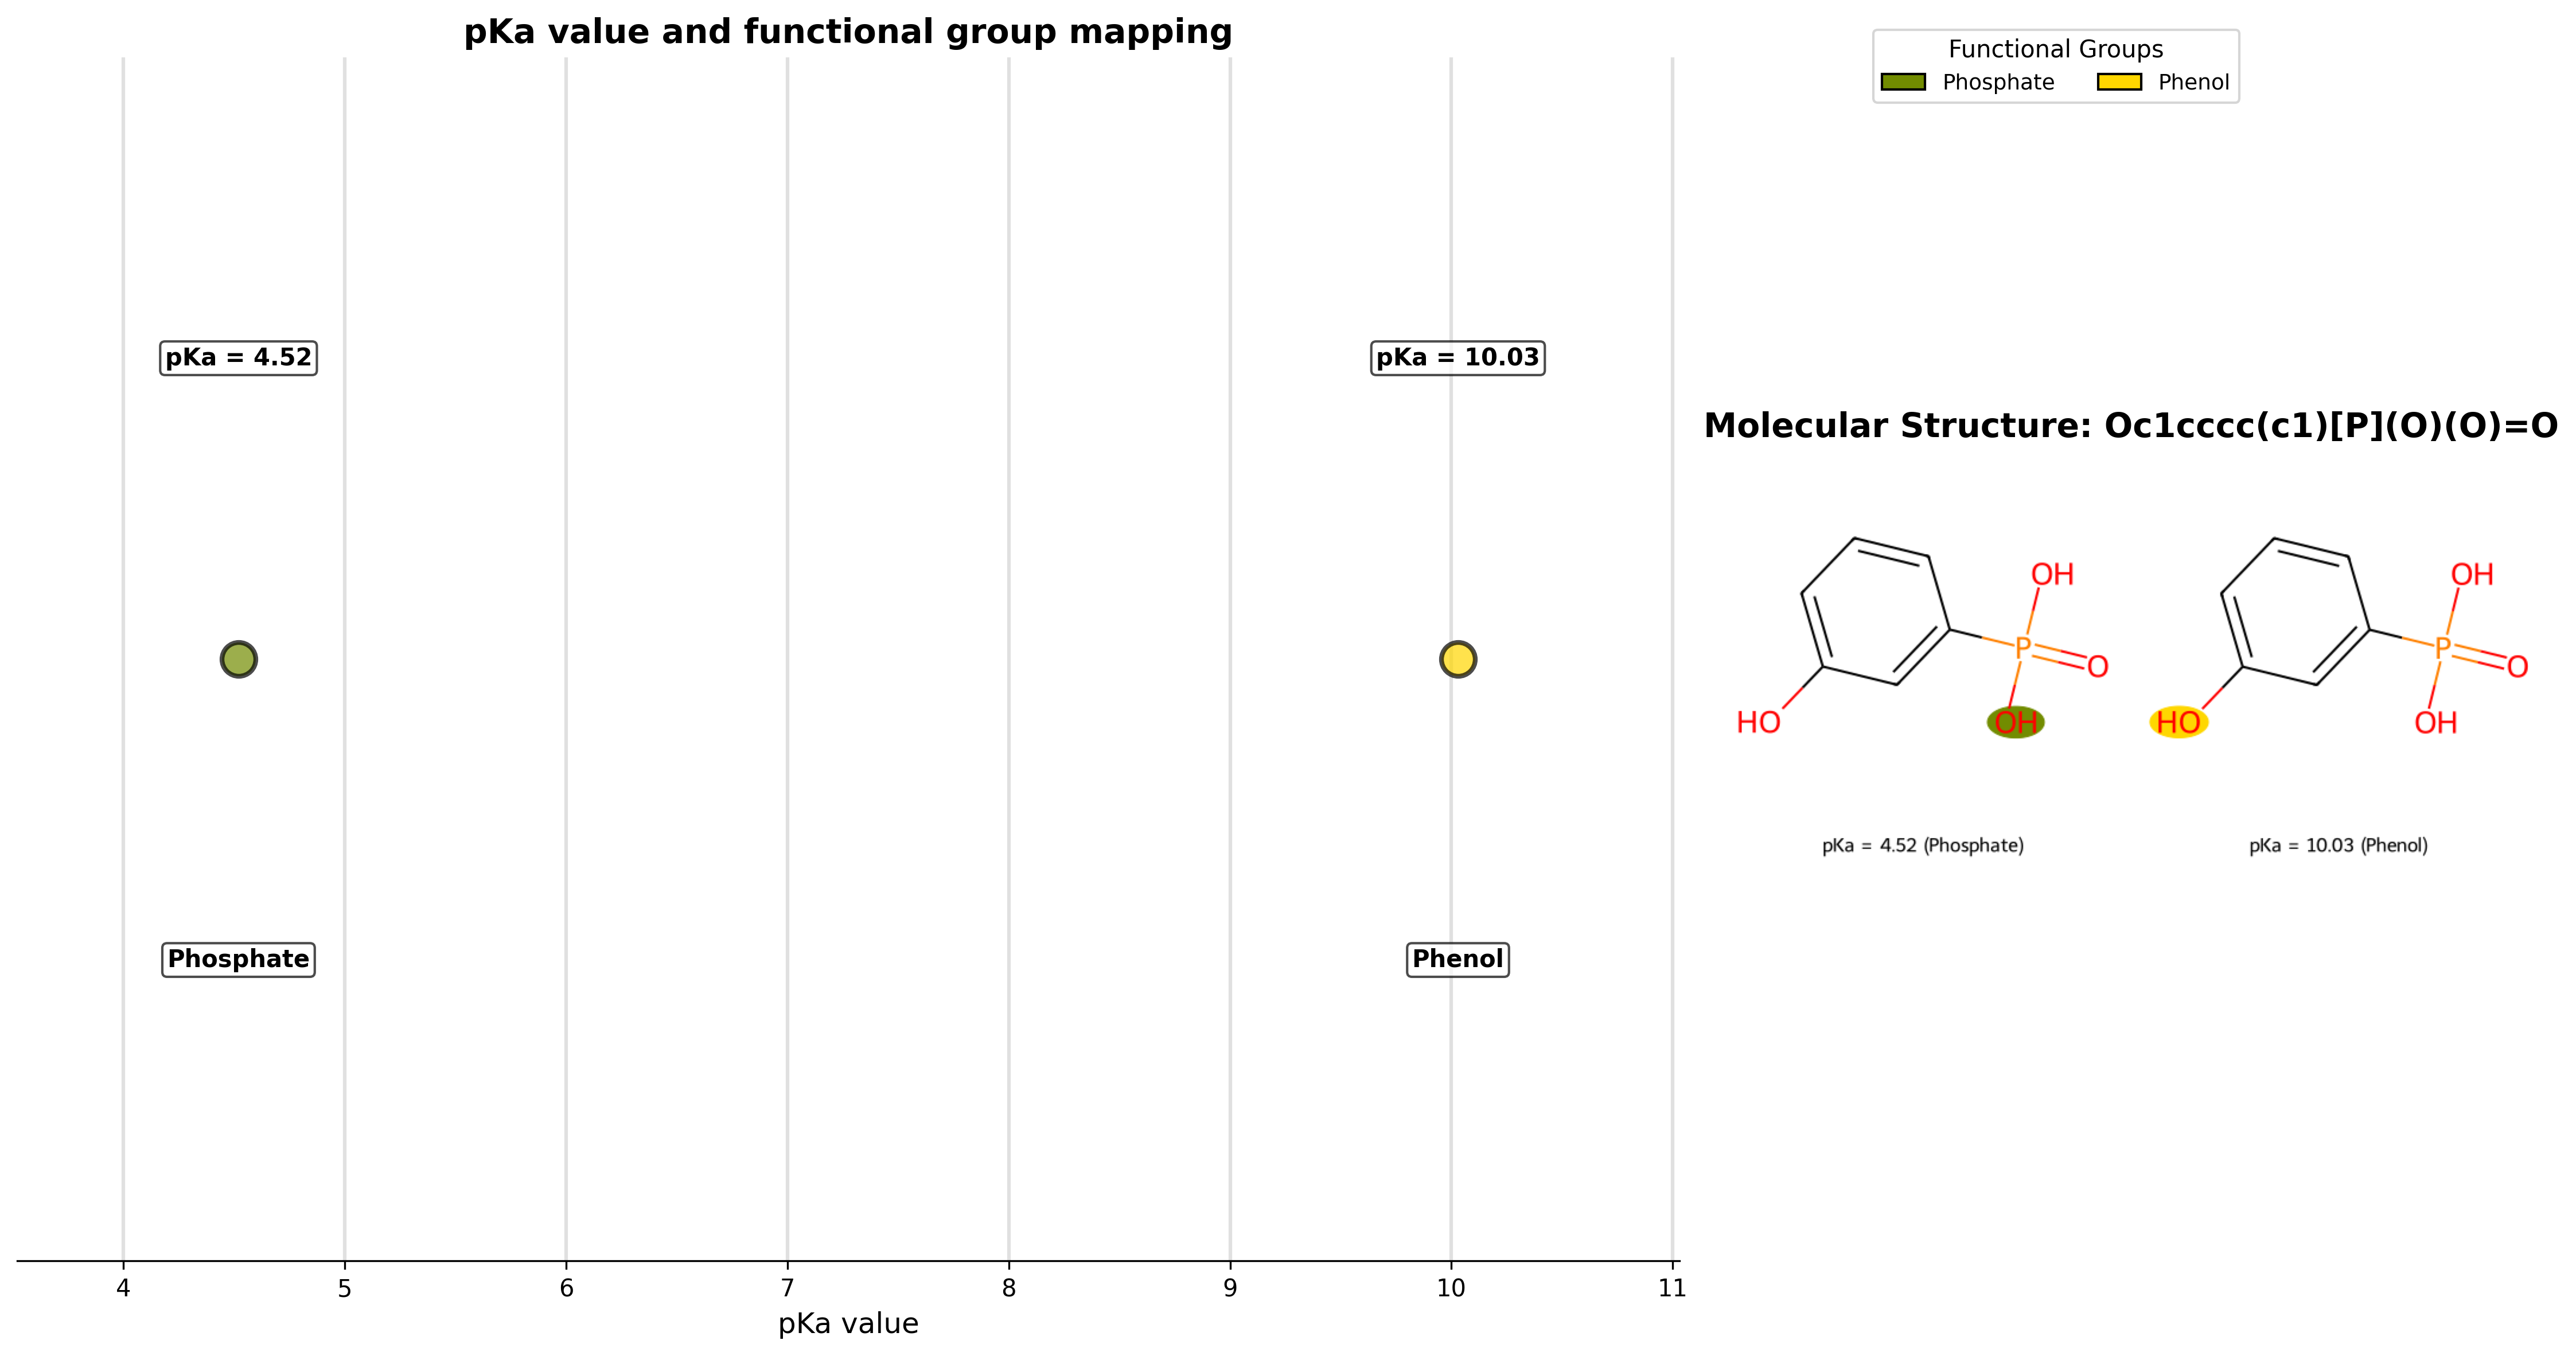 pKa value and functional group mapping
Functional Groups
Phosphate
Phenol
pKa = 4.52
pKa = 10.03
Phosphate
Phenol
4
5
6
7
8
9
10
11
pKa value
Molecular Structure: Oc1cccc(c1)[P](O)(O)=O
OH
P
O
HO
OH
pKa = 4.52 (Phosphate)
OH
P
O
HO
OH
pKa = 10.03 (Phenol)